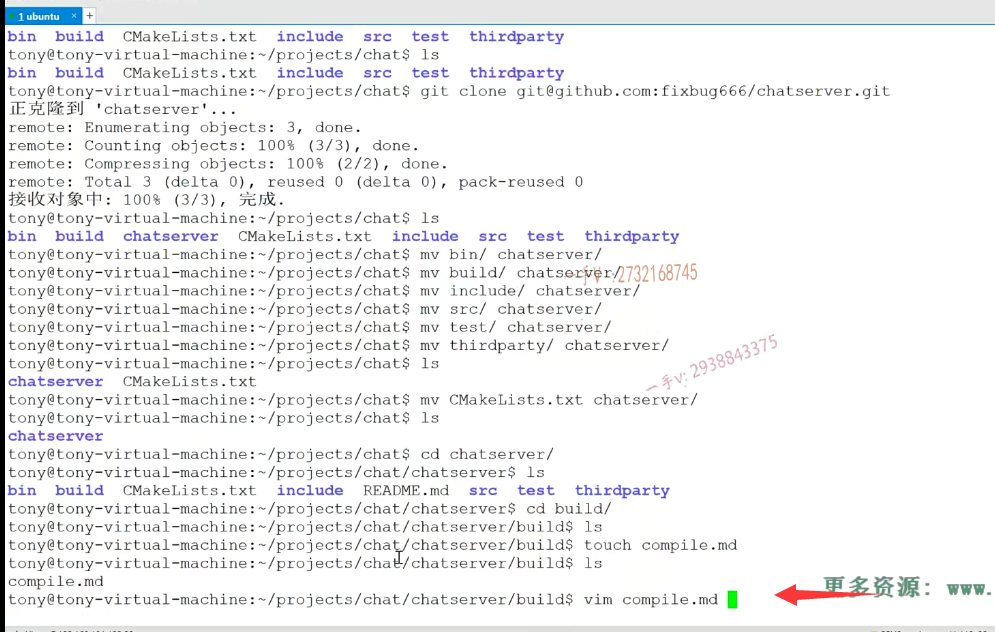 1 ubuntu × +
bin build CMakeLists.txt include src test thirdparty
tony@tony-virtual-machine:~/projects/chat$ ls
bin build CMakeLists.txt include src test thirdparty
tony@tony-virtual-machine:~/projects/chat$ git clone git@github.com:fixbug666/chatserver.git
正克隆到 'chatserver'...
remote: Enumerating objects: 3, done.
remote: Counting objects: 100% (3/3), done.
remote: Compressing objects: 100% (2/2), done.
remote: Total 3 (delta 0), reused 0 (delta 0), pack-reused 0
接收对象中: 100% (3/3), 完成.
tony@tony-virtual-machine:~/projects/chat$ ls
bin build chatserver CMakeLists.txt include src test thirdparty
tony@tony-virtual-machine:~/projects/chat$ mv bin/ chatserver/
tony@tony-virtual-machine:~/projects/chat$ mv build/ chatserver/
一手V:2732168745
tony@tony-virtual-machine:~/projects/chat$ mv include/ chatserver/
tony@tony-virtual-machine:~/projects/chat$ mv src/ chatserver/
tony@tony-virtual-machine:~/projects/chat$ mv test/ chatserver/
tony@tony-virtual-machine:~/projects/chat$ mv thirdparty/ chatserver/
一手v: 2938843375
tony@tony-virtual-machine:~/projects/chat$ ls
chatserver CMakeLists.txt
tony@tony-virtual-machine:~/projects/chat$ mv CMakeLists.txt chatserver/
tony@tony-virtual-machine:~/projects/chat$ ls
chatserver
tony@tony-virtual-machine:~/projects/chat$ cd chatserver/
tony@tony-virtual-machine:~/projects/chat/chatserver$ ls
bin build CMakeLists.txt include README.md src test thirdparty
tony@tony-virtual-machine:~/projects/chat/chatserver$ cd build/
tony@tony-virtual-machine:~/projects/chat/chatserver/build$ ls
tony@tony-virtual-machine:~/projects/chat/chatserver/build$ touch compile.md
tony@tony-virtual-machine:~/projects/chat/chatserver/build$ ls
compile.md
tony@tony-virtual-machine:~/projects/chat/chatserver/build$ vim compile.md
更多资源: www.